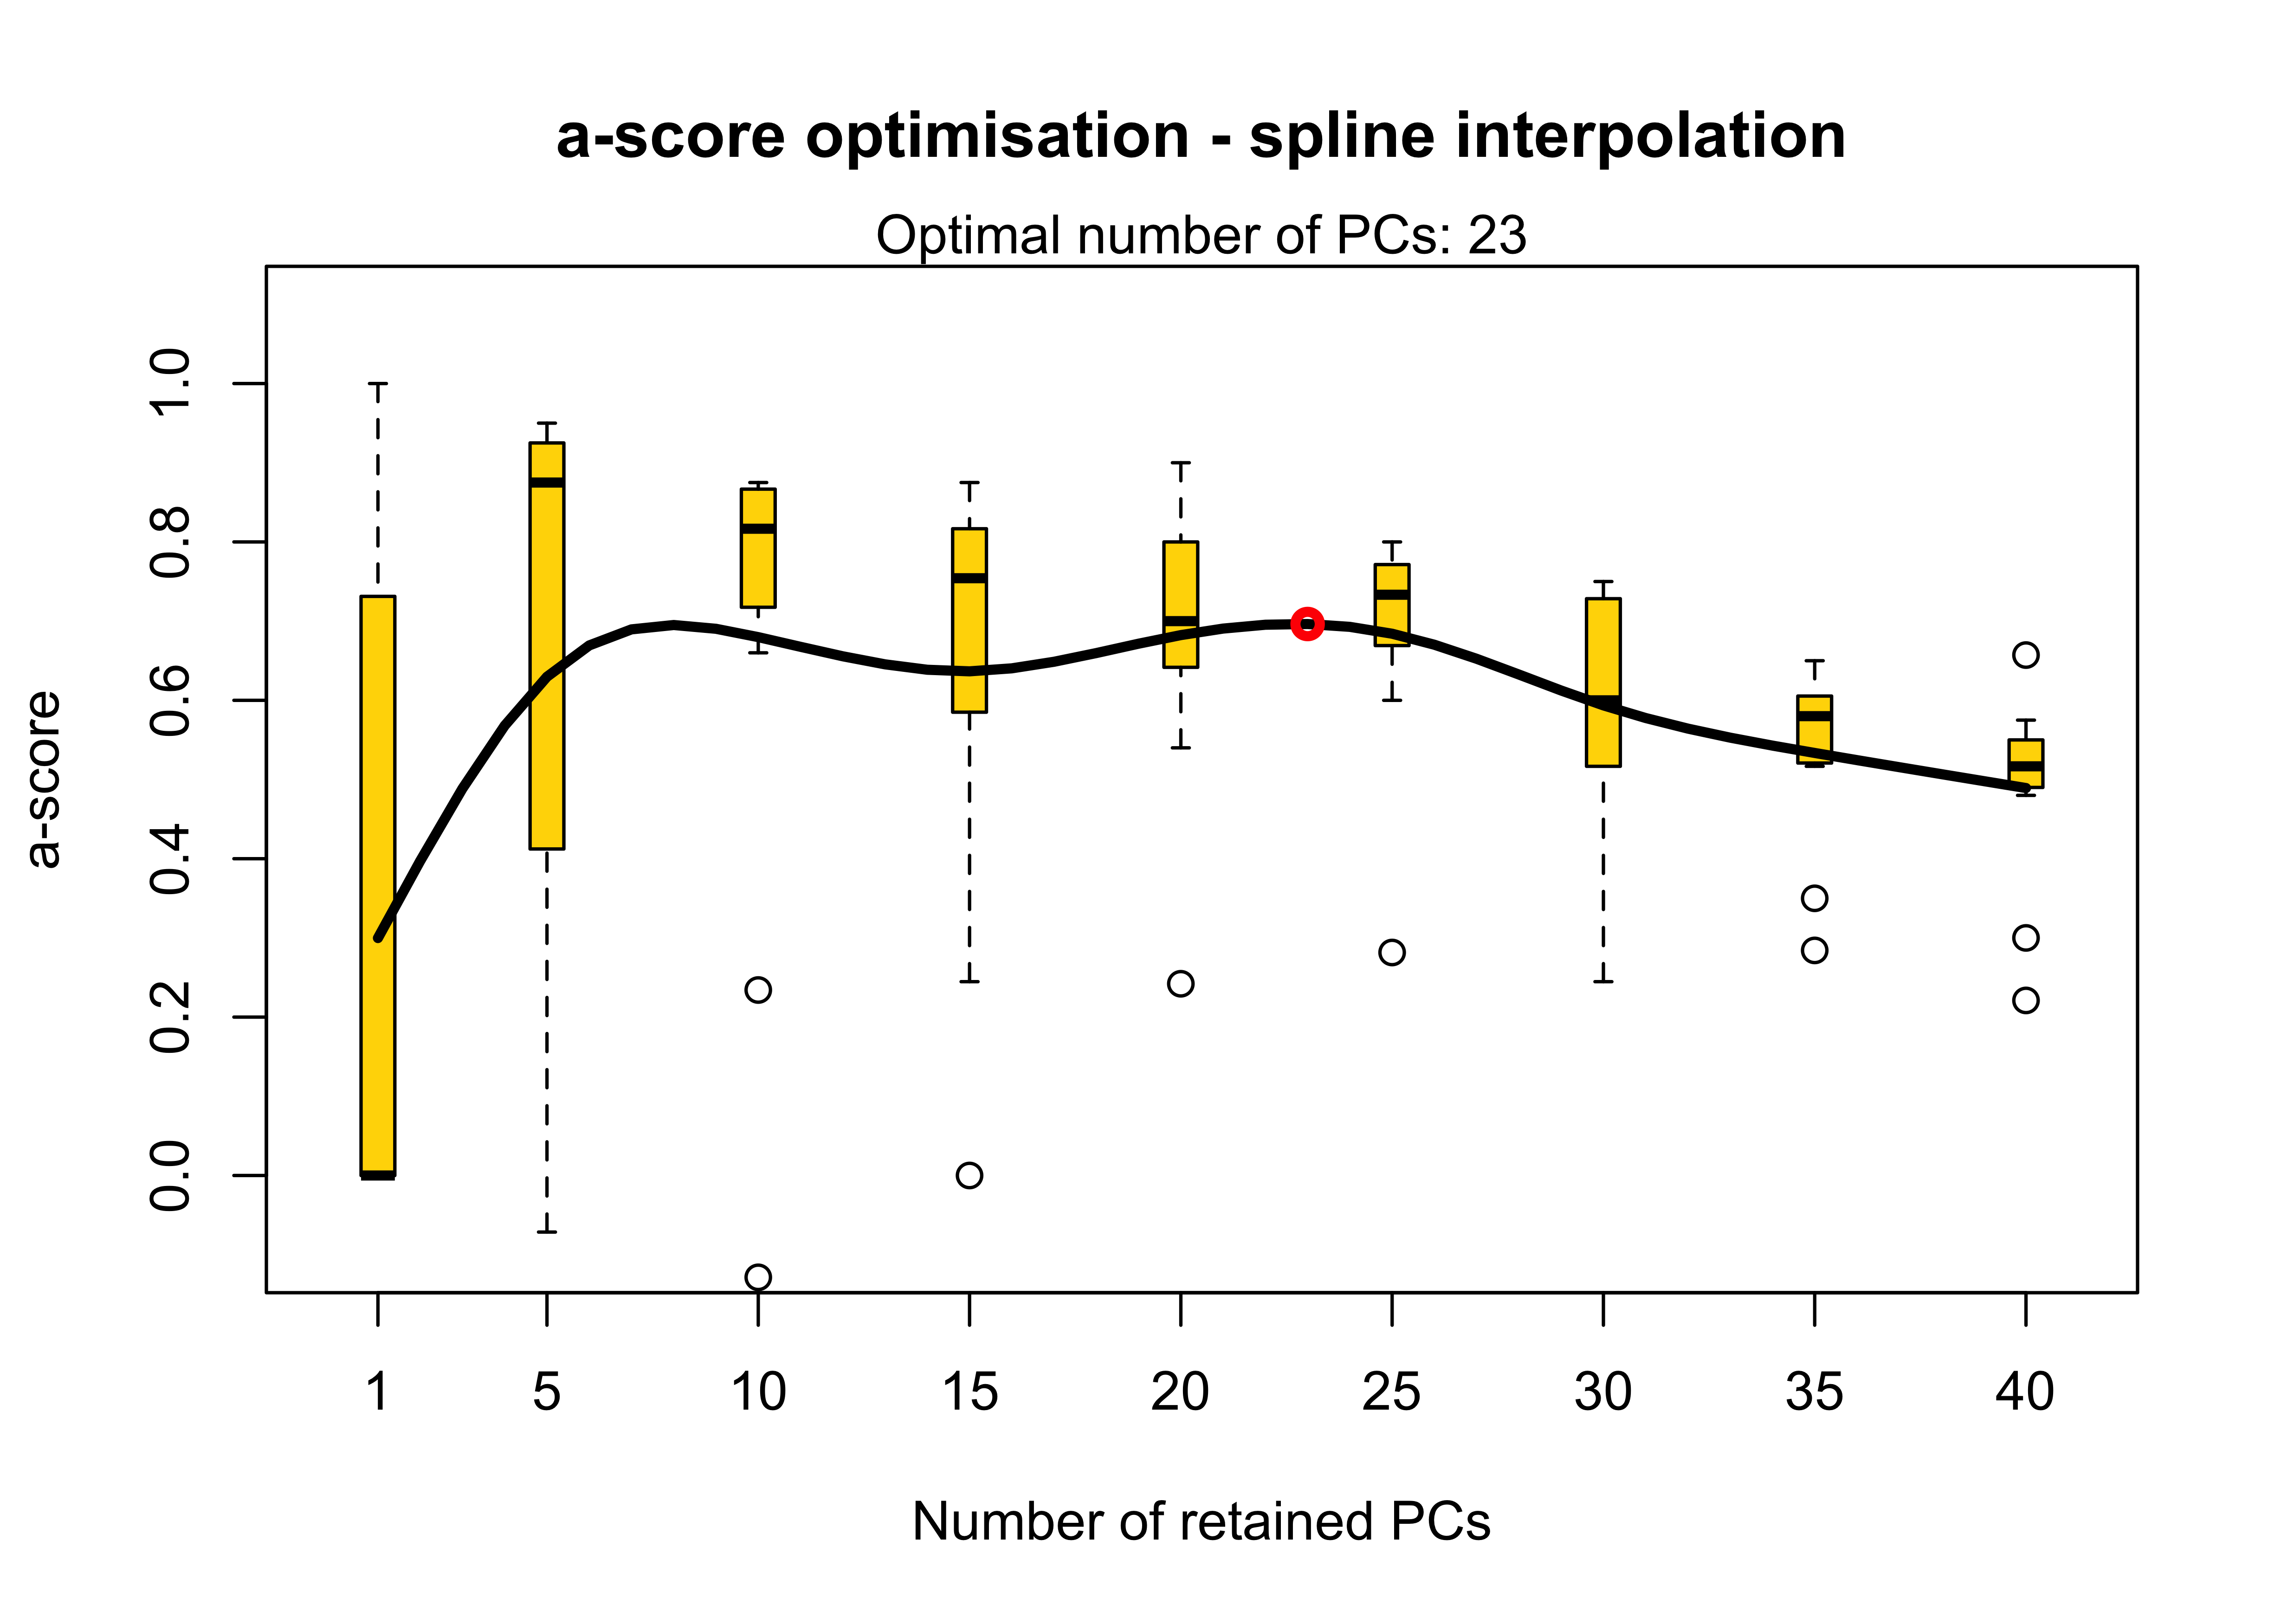 a-score optimisation - spline interpolation
Optimal number of PCs: 23
a-score
1.0
0.8
0.6
0.4
0.2
0.0
1 5 10 15 20 25 30 35 40
Number of retained PCs